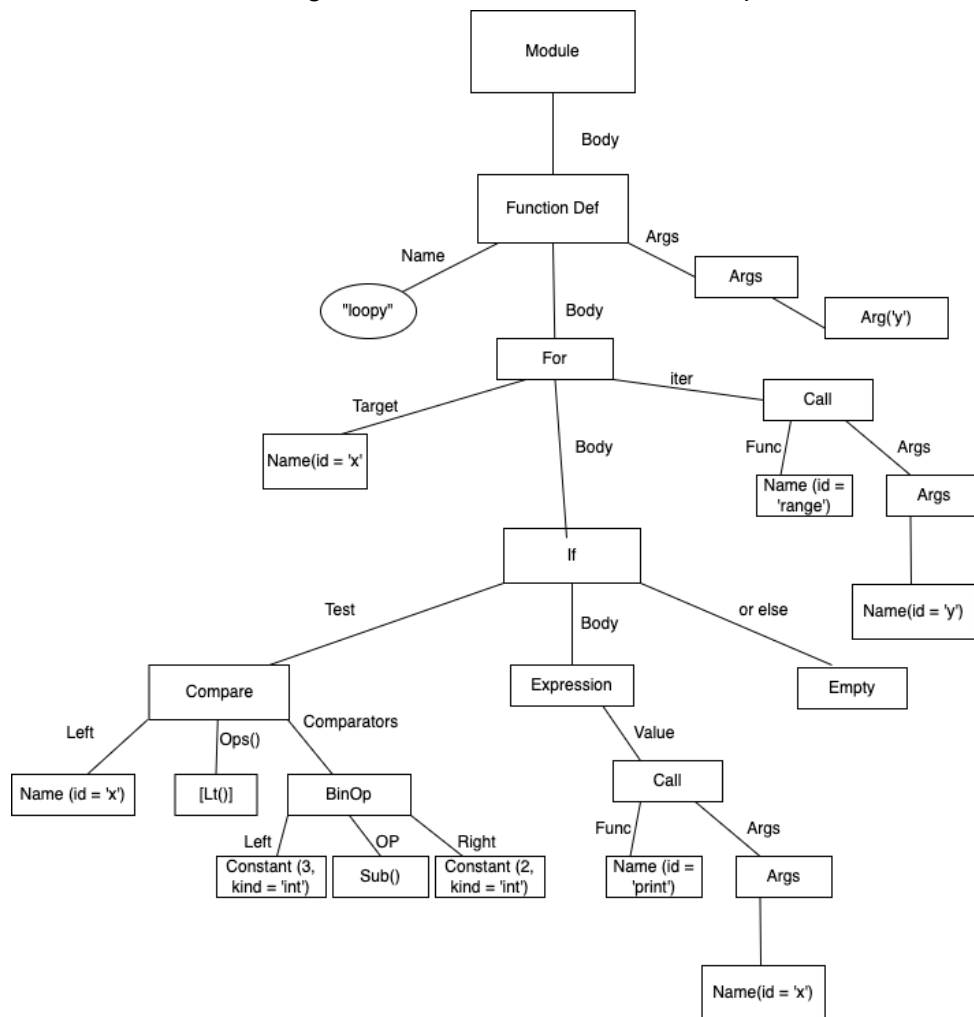 Module
Body
Function Def
Name
Args
"loopy"
Body
Args
Arg('y')
For
Target
iter
Name(id = 'x'
Body
Call
Func
Args
Name (id =
'range')
Args
If
Name(id = 'y')
Test
Body
or else
Compare
Expression
Empty
Left
Ops()
Comparators
Value
Name (id = 'x')
[Lt()]
BinOp
Call
Left
OP
Right
Func
Args
Constant (3,
kind = 'int')
Sub()
Constant (2,
kind = 'int')
Name (id =
'print')
Args
Name(id = 'x')